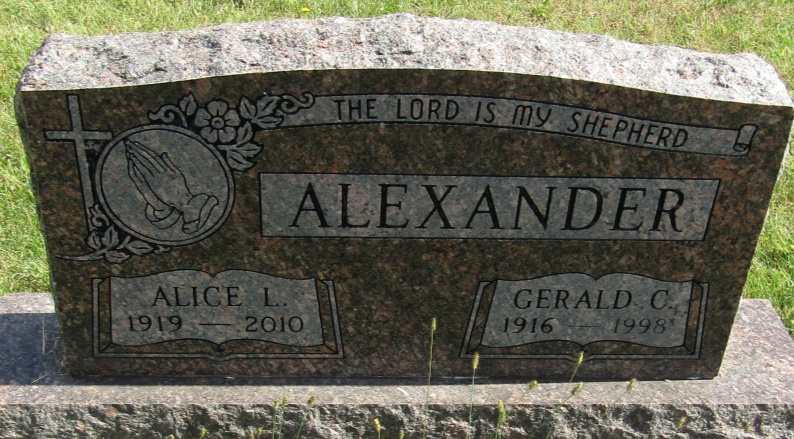 THE LORD IS MY SHEPHERD
ALEXANDER
ALICE L.
1919 — 2010
GERALD C.
1916 — 1998